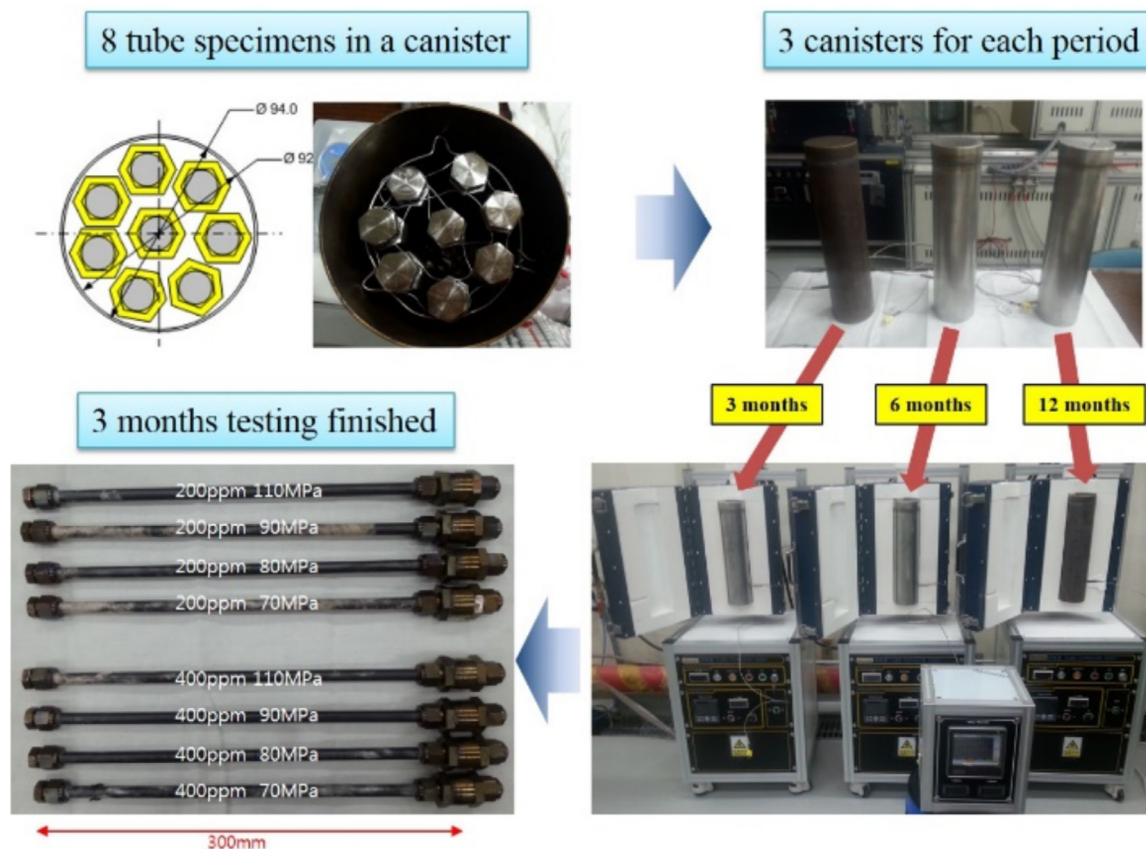 8 tube specimens in a canister
3 canisters for each period
Ø 94.0
Ø 92
3 months
6 months
12 months
3 months testing finished
200ppm 110MPa
200ppm 90MPa
200ppm 80MPa
200ppm 70MPa
400ppm 110MPa
400ppm 90MPa
400ppm 80MPa
400ppm 70MPa
300mm